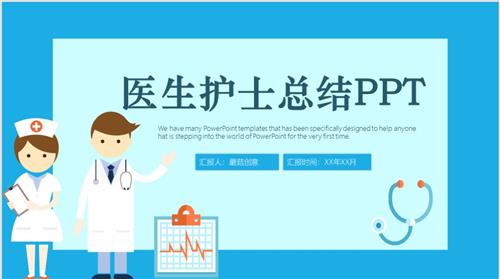 医生护士总结PPT
We have many PowerPoint templates that has been specifically designed to help anyone
hat is stepping into the world of PowerPoint for the very first time.
汇报人：蘑菇创意 汇报时间：XX年XX月